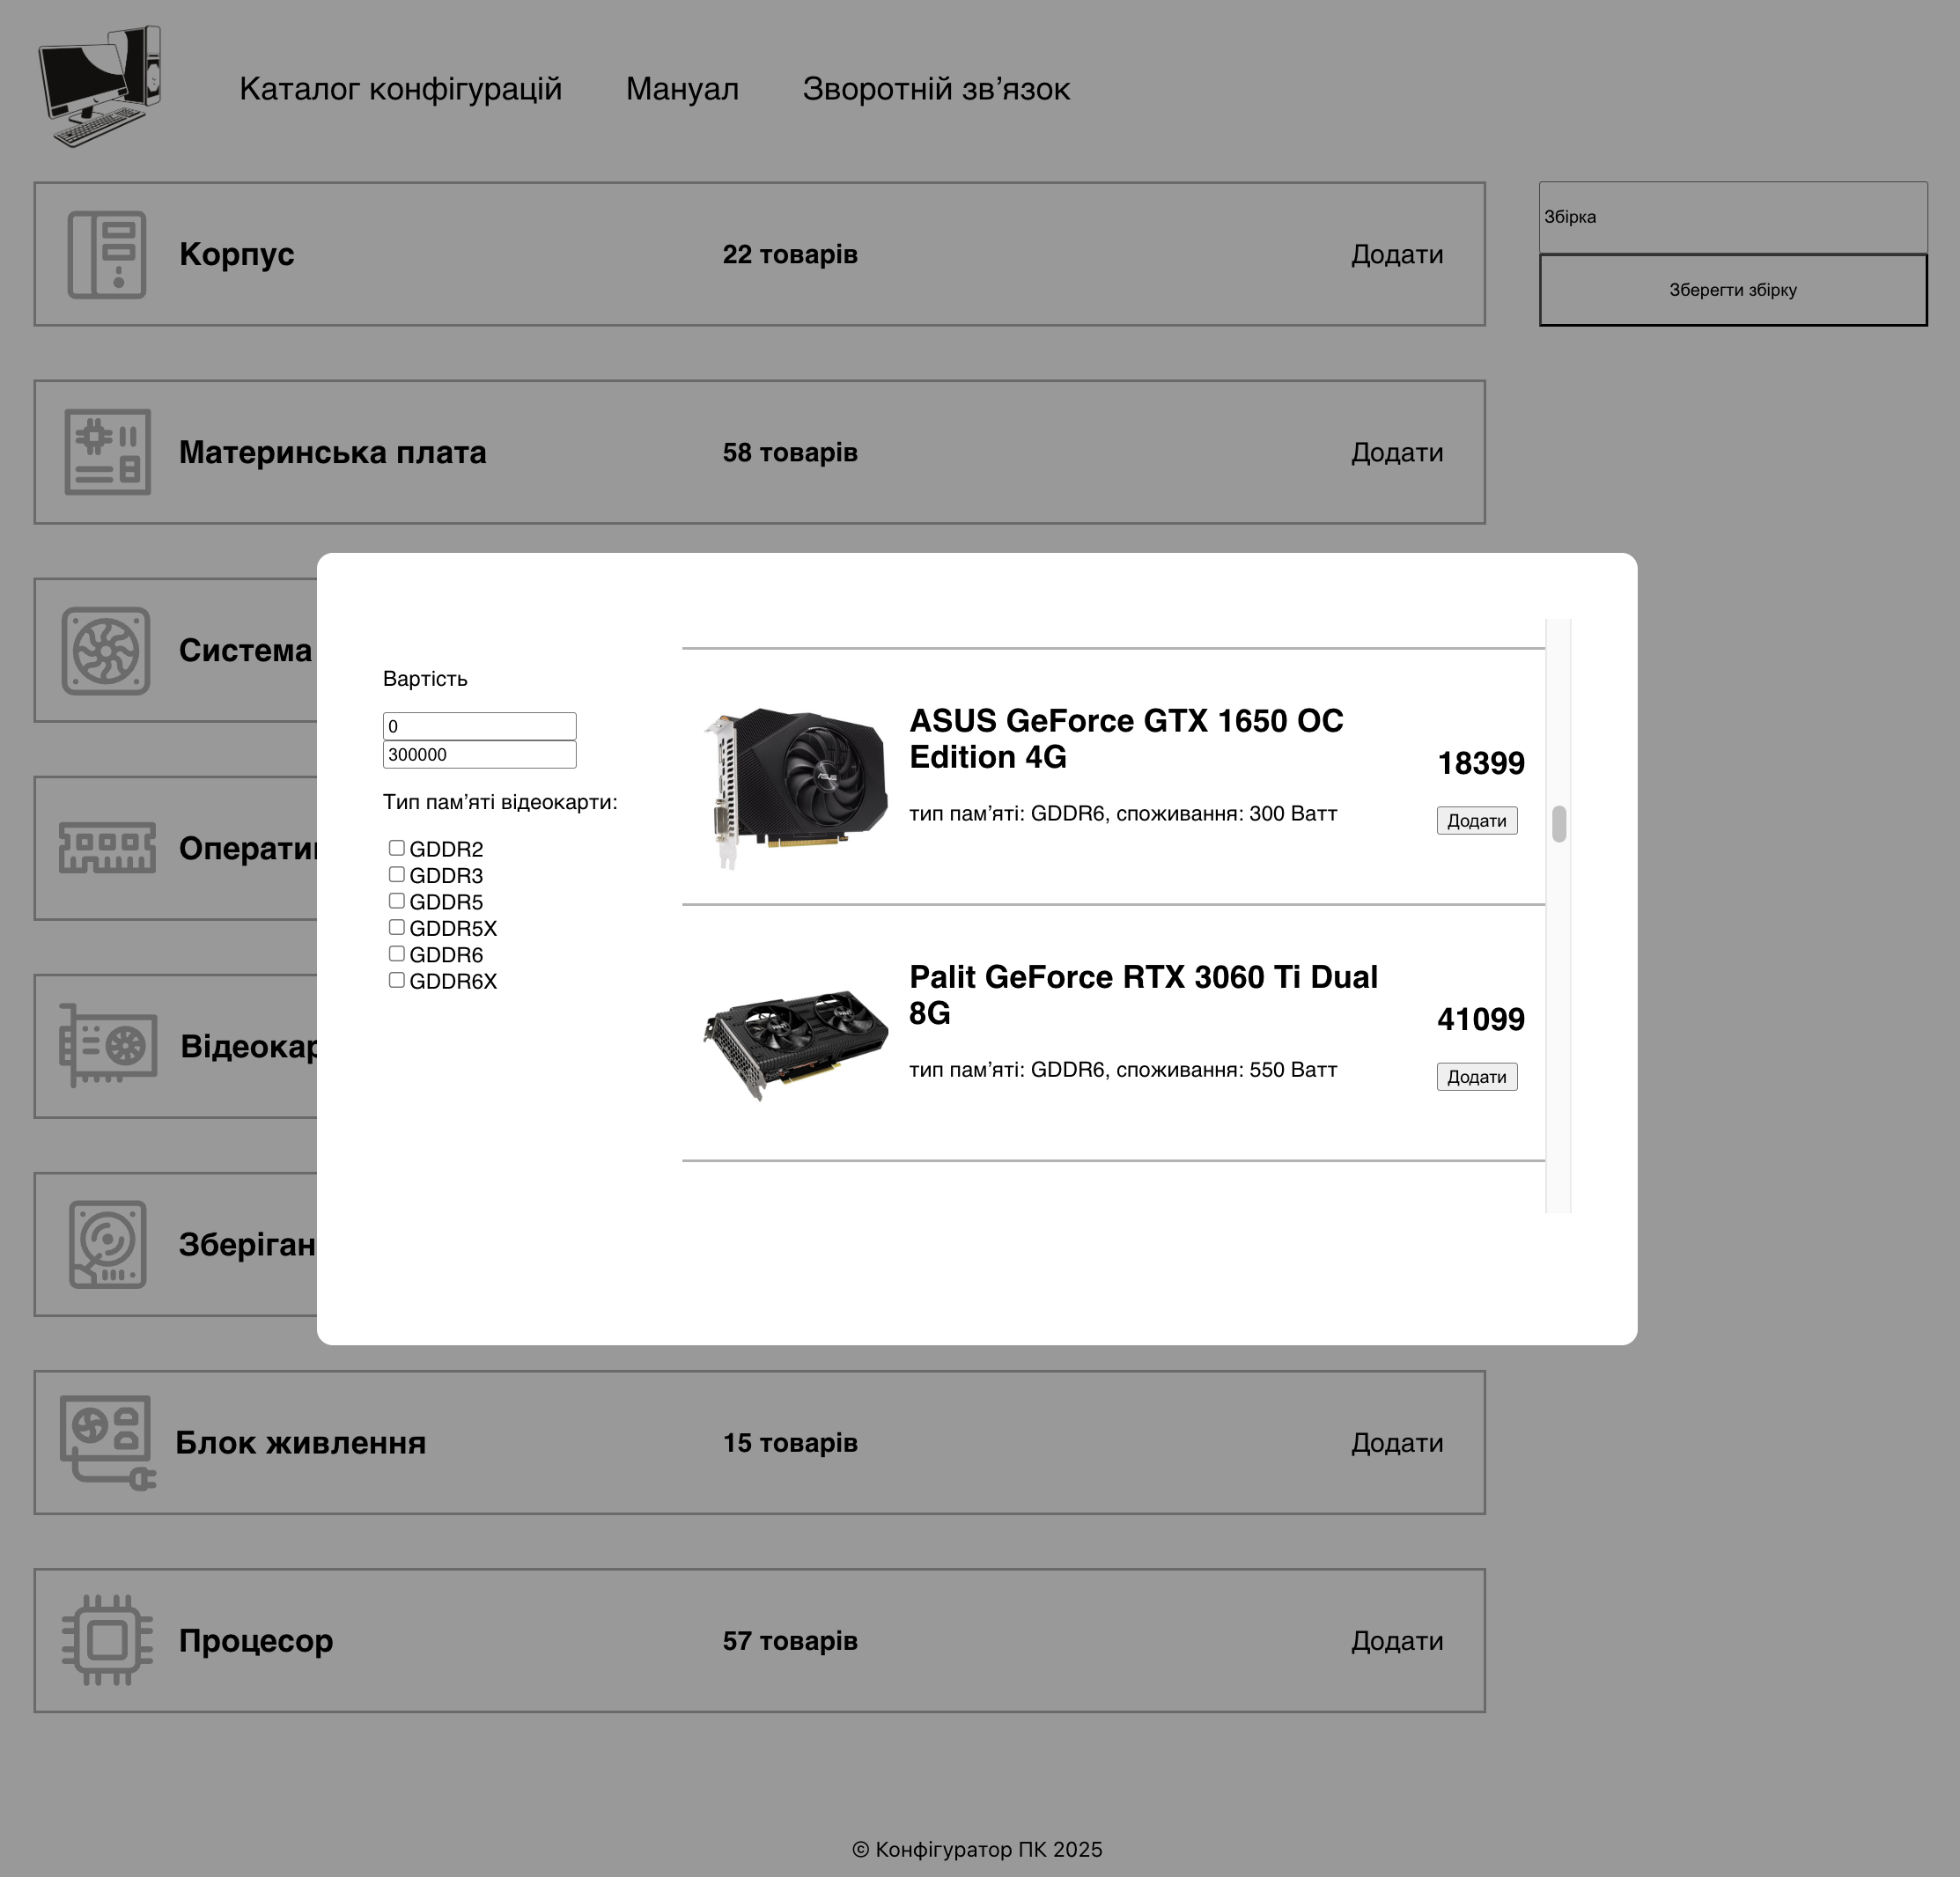 Каталог конфігурацій
Мануал
Зворотній зв’язок
Корпус
22 товарів
Додати
Збірка
Зберегти збірку
Материнська плата
58 товарів
Додати
Система
Вартість
0
300000
Тип пам’яті відеокарти:
GDDR2
GDDR3
GDDR5
GDDR5X
GDDR6
GDDR6X
ASUS GeForce GTX 1650 OC
Edition 4G
18399
тип пам’яті: GDDR6, споживання: 300 Ватт
Додати
Palit GeForce RTX 3060 Ti Dual
8G
41099
тип пам’яті: GDDR6, споживання: 550 Ватт
Додати
Блок живлення
15 товарів
Додати
Процесор
57 товарів
Додати
© Конфігуратор ПК 2025